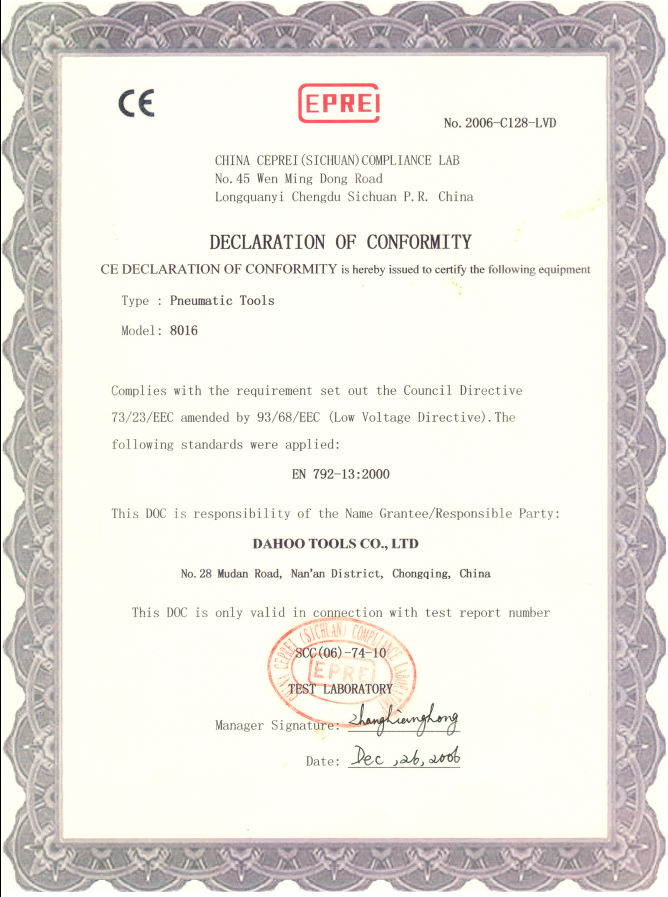 CE
EPREI
No. 2006-C128-LVD
CHINA CEPREI(SICHUAN)COMPLIANCE LAB
No. 45 Wen Ming Dong Road
Longquanyi Chengdu Sichuan P.R. China
DECLARATION OF CONFORMITY
CE DECLARATION OF CONFORMITY is hereby issued to certify the following equipment
Type : Pneumatic Tools
Model: 8016
Complies with the requirement set out the Council Directive
73/23/EEC amended by 93/68/EEC (Low Voltage Directive). The
following standards were applied:
EN 792-13:2000
This DOC is responsibility of the Name Grantee/Responsible Party:
DAHOO TOOLS CO., LTD
No. 28 Mudan Road, Nan'an District, Chongqing, China
This DOC is only valid in connection with test report number
(SICHUAN) COMPLIANCE
SCC(06)-74-10
EPREI
TEST LABORATORY
Manager Signature:
Date: Dec, 26, 2006